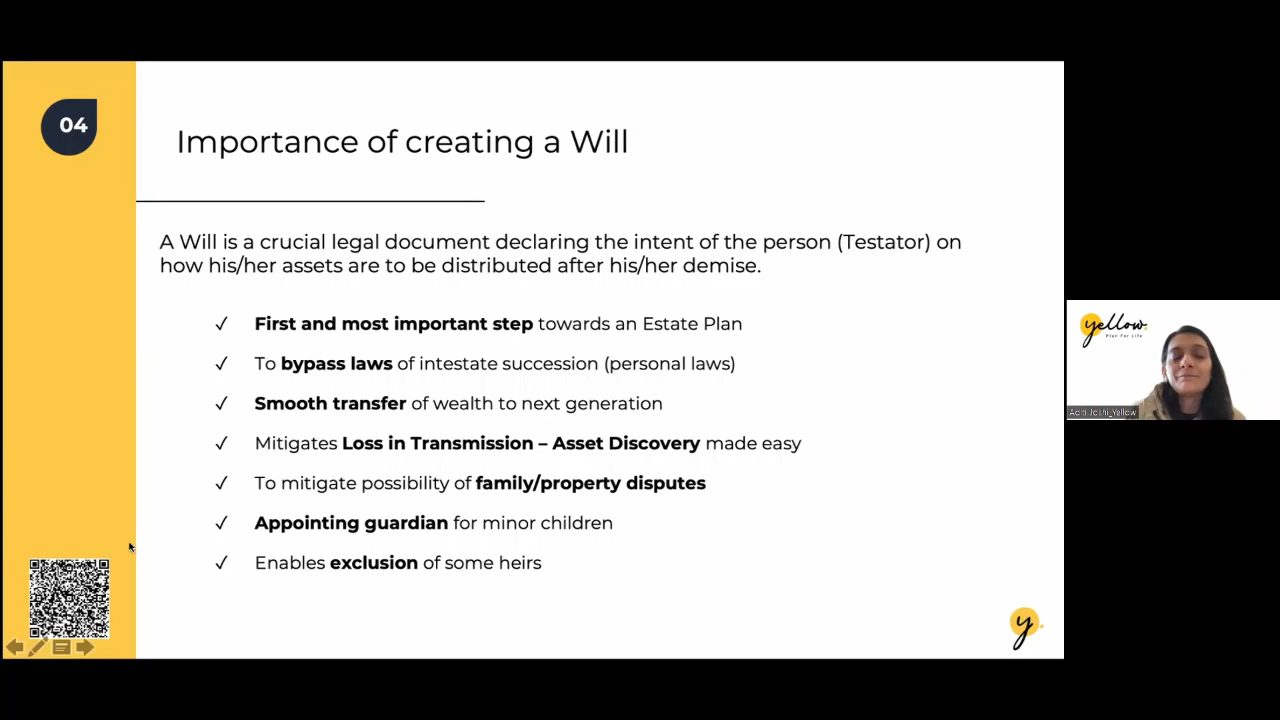 04
Importance of creating a Will
A Will is a crucial legal document declaring the intent of the person (Testator) on
how his/her assets are to be distributed after his/her demise.
✓ First and most important step towards an Estate Plan
✓ To bypass laws of intestate succession (personal laws)
✓ Smooth transfer of wealth to next generation
✓ Mitigates Loss in Transmission – Asset Discovery made easy
✓ To mitigate possibility of family/property disputes
✓ Appointing guardian for minor children
✓ Enables exclusion of some heirs
y.
yellow.
Plan For Life
Aditi Joshi_Yellow